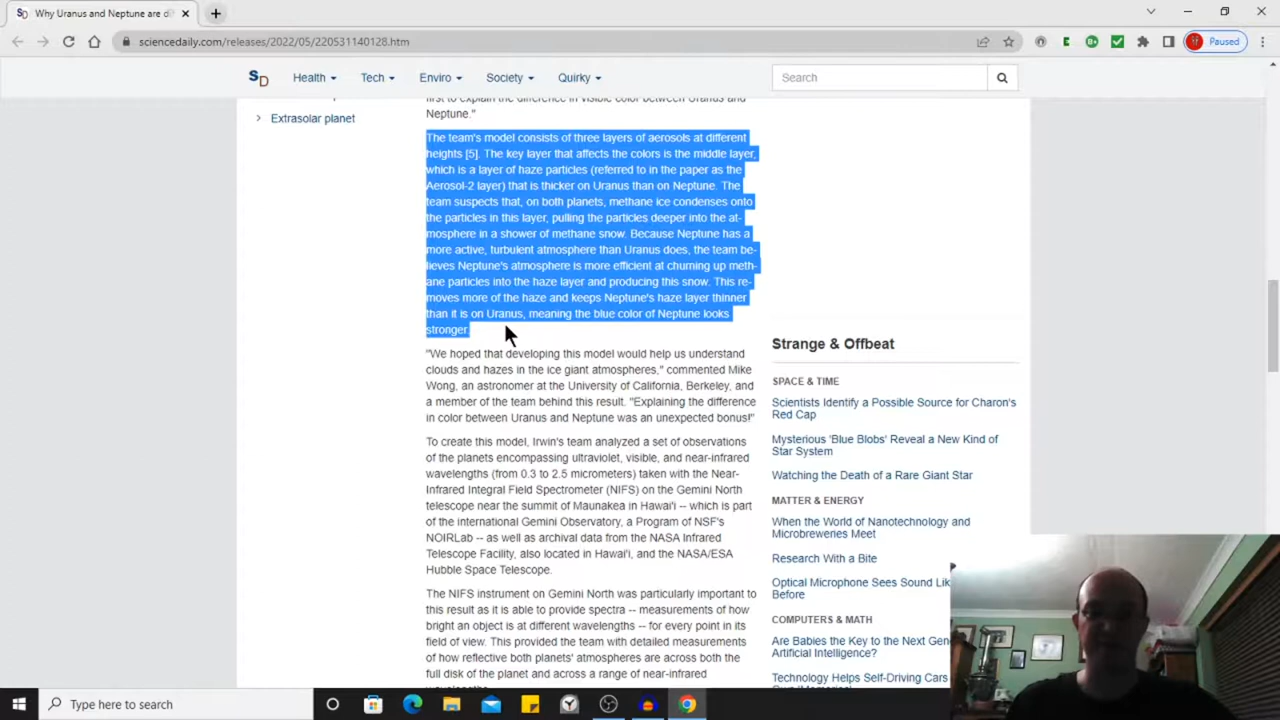 Why Uranus and Neptune are di
sciencedaily.com/releases/2022/05/220531140128.htm
Paused
SD
Health
Tech
Enviro
Society
Quirky
Search
Extrasolar planet
first to explain the difference in visible color between Uranus and
Neptune."
The team's model consists of three layers of aerosols at different
heights [5]. The key layer that affects the colors is the middle layer,
which is a layer of haze particles (referred to in the paper as the
Aerosol-2 layer) that is thicker on Uranus than on Neptune. The
team suspects that, on both planets, methane ice condenses onto
the particles in this layer, pulling the particles deeper into the at-
mosphere in a shower of methane snow. Because Neptune has a
more active, turbulent atmosphere than Uranus does, the team be-
lieves Neptune's atmosphere is more efficient at churning up meth-
ane particles into the haze layer and producing this snow. This re-
moves more of the haze and keeps Neptune's haze layer thinner
than it is on Uranus, meaning the blue color of Neptune looks
stronger.
"We hoped that developing this model would help us understand
clouds and hazes in the ice giant atmospheres," commented Mike
Wong, an astronomer at the University of California, Berkeley, and
a member of the team behind this result. "Explaining the difference
in color between Uranus and Neptune was an unexpected bonus!"
To create this model, Irwin's team analyzed a set of observations
of the planets encompassing ultraviolet, visible, and near-infrared
wavelengths (from 0.3 to 2.5 micrometers) taken with the Near-
Infrared Integral Field Spectrometer (NIFS) on the Gemini North
telescope near the summit of Maunakea in Hawai'i -- which is part
of the international Gemini Observatory, a Program of NSF's
NOIRLab -- as well as archival data from the NASA Infrared
Telescope Facility, also located in Hawai'i, and the NASA/ESA
Hubble Space Telescope.
The NIFS instrument on Gemini North was particularly important to
this result as it is able to provide spectra -- measurements of how
bright an object is at different wavelengths -- for every point in its
field of view. This provided the team with detailed measurements
of how reflective both planets' atmospheres are across both the
full disk of the planet and across a range of near-infrared
Strange & Offbeat
SPACE & TIME
Scientists Identify a Possible Source for Charon's
Red Cap
Mysterious 'Blue Blobs' Reveal a New Kind of
Star System
Watching the Death of a Rare Giant Star
MATTER & ENERGY
When the World of Nanotechnology and
Microbreweries Meet
Research With a Bite
Optical Microphone Sees Sound Lik
Before
COMPUTERS & MATH
Are Babies the Key to the Next Gen
Artificial Intelligence?
Technology Helps Self-Driving Cars
Type here to search